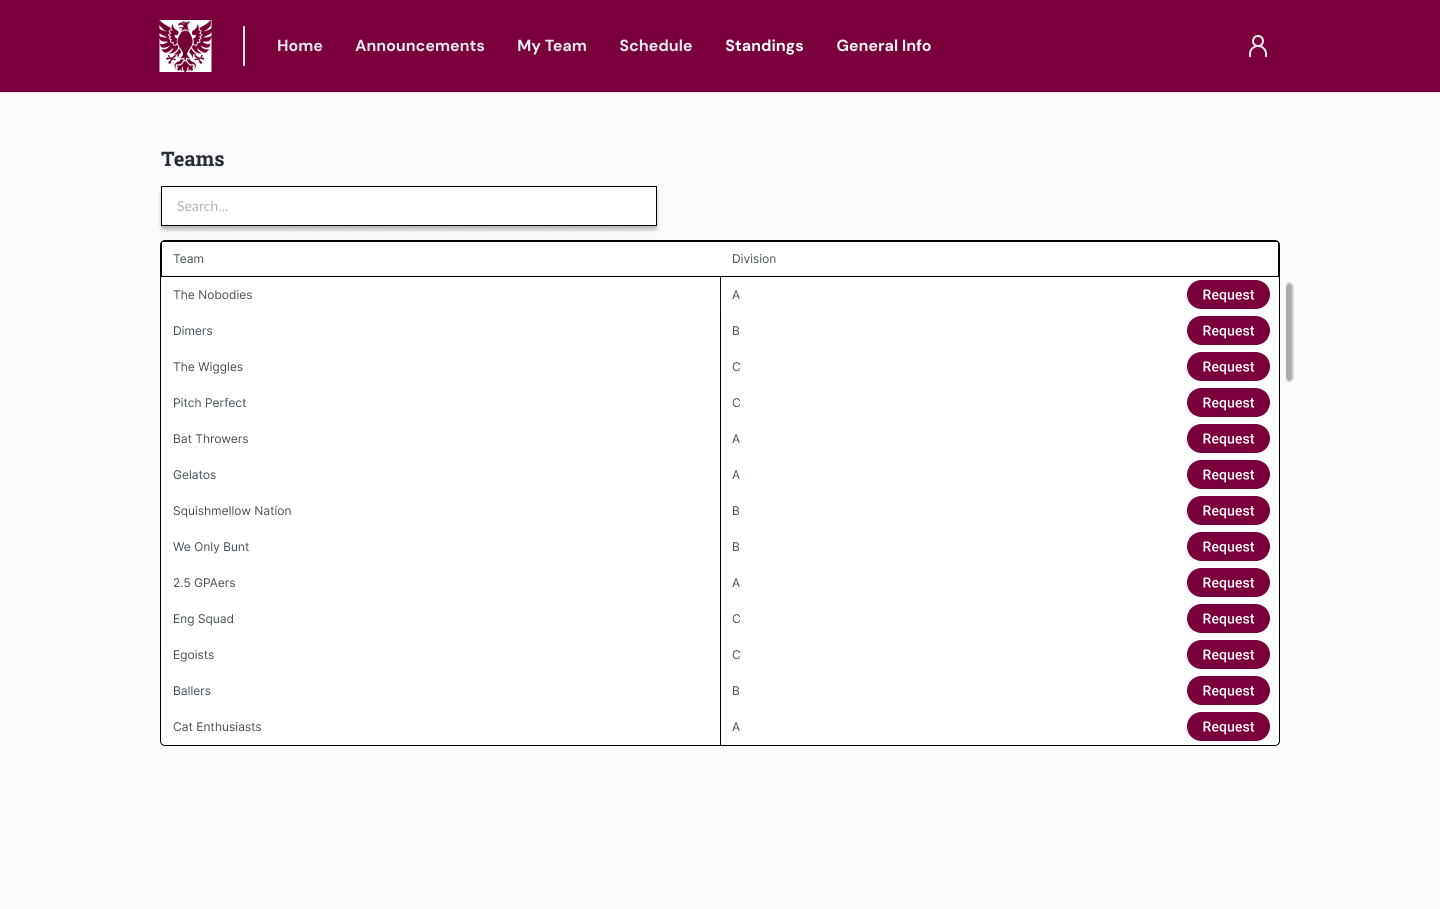 Home Announcements My Team Schedule Standings General Info
Teams
Search...
Team Division
The Nobodies A Request
Dimers B Request
The Wiggles C Request
Pitch Perfect C Request
Bat Throwers A Request
Gelatos A Request
Squishmellow Nation B Request
We Only Bunt B Request
2.5 GPAers A Request
Eng Squad C Request
Egoists C Request
Ballers B Request
Cat Enthusiasts A Request